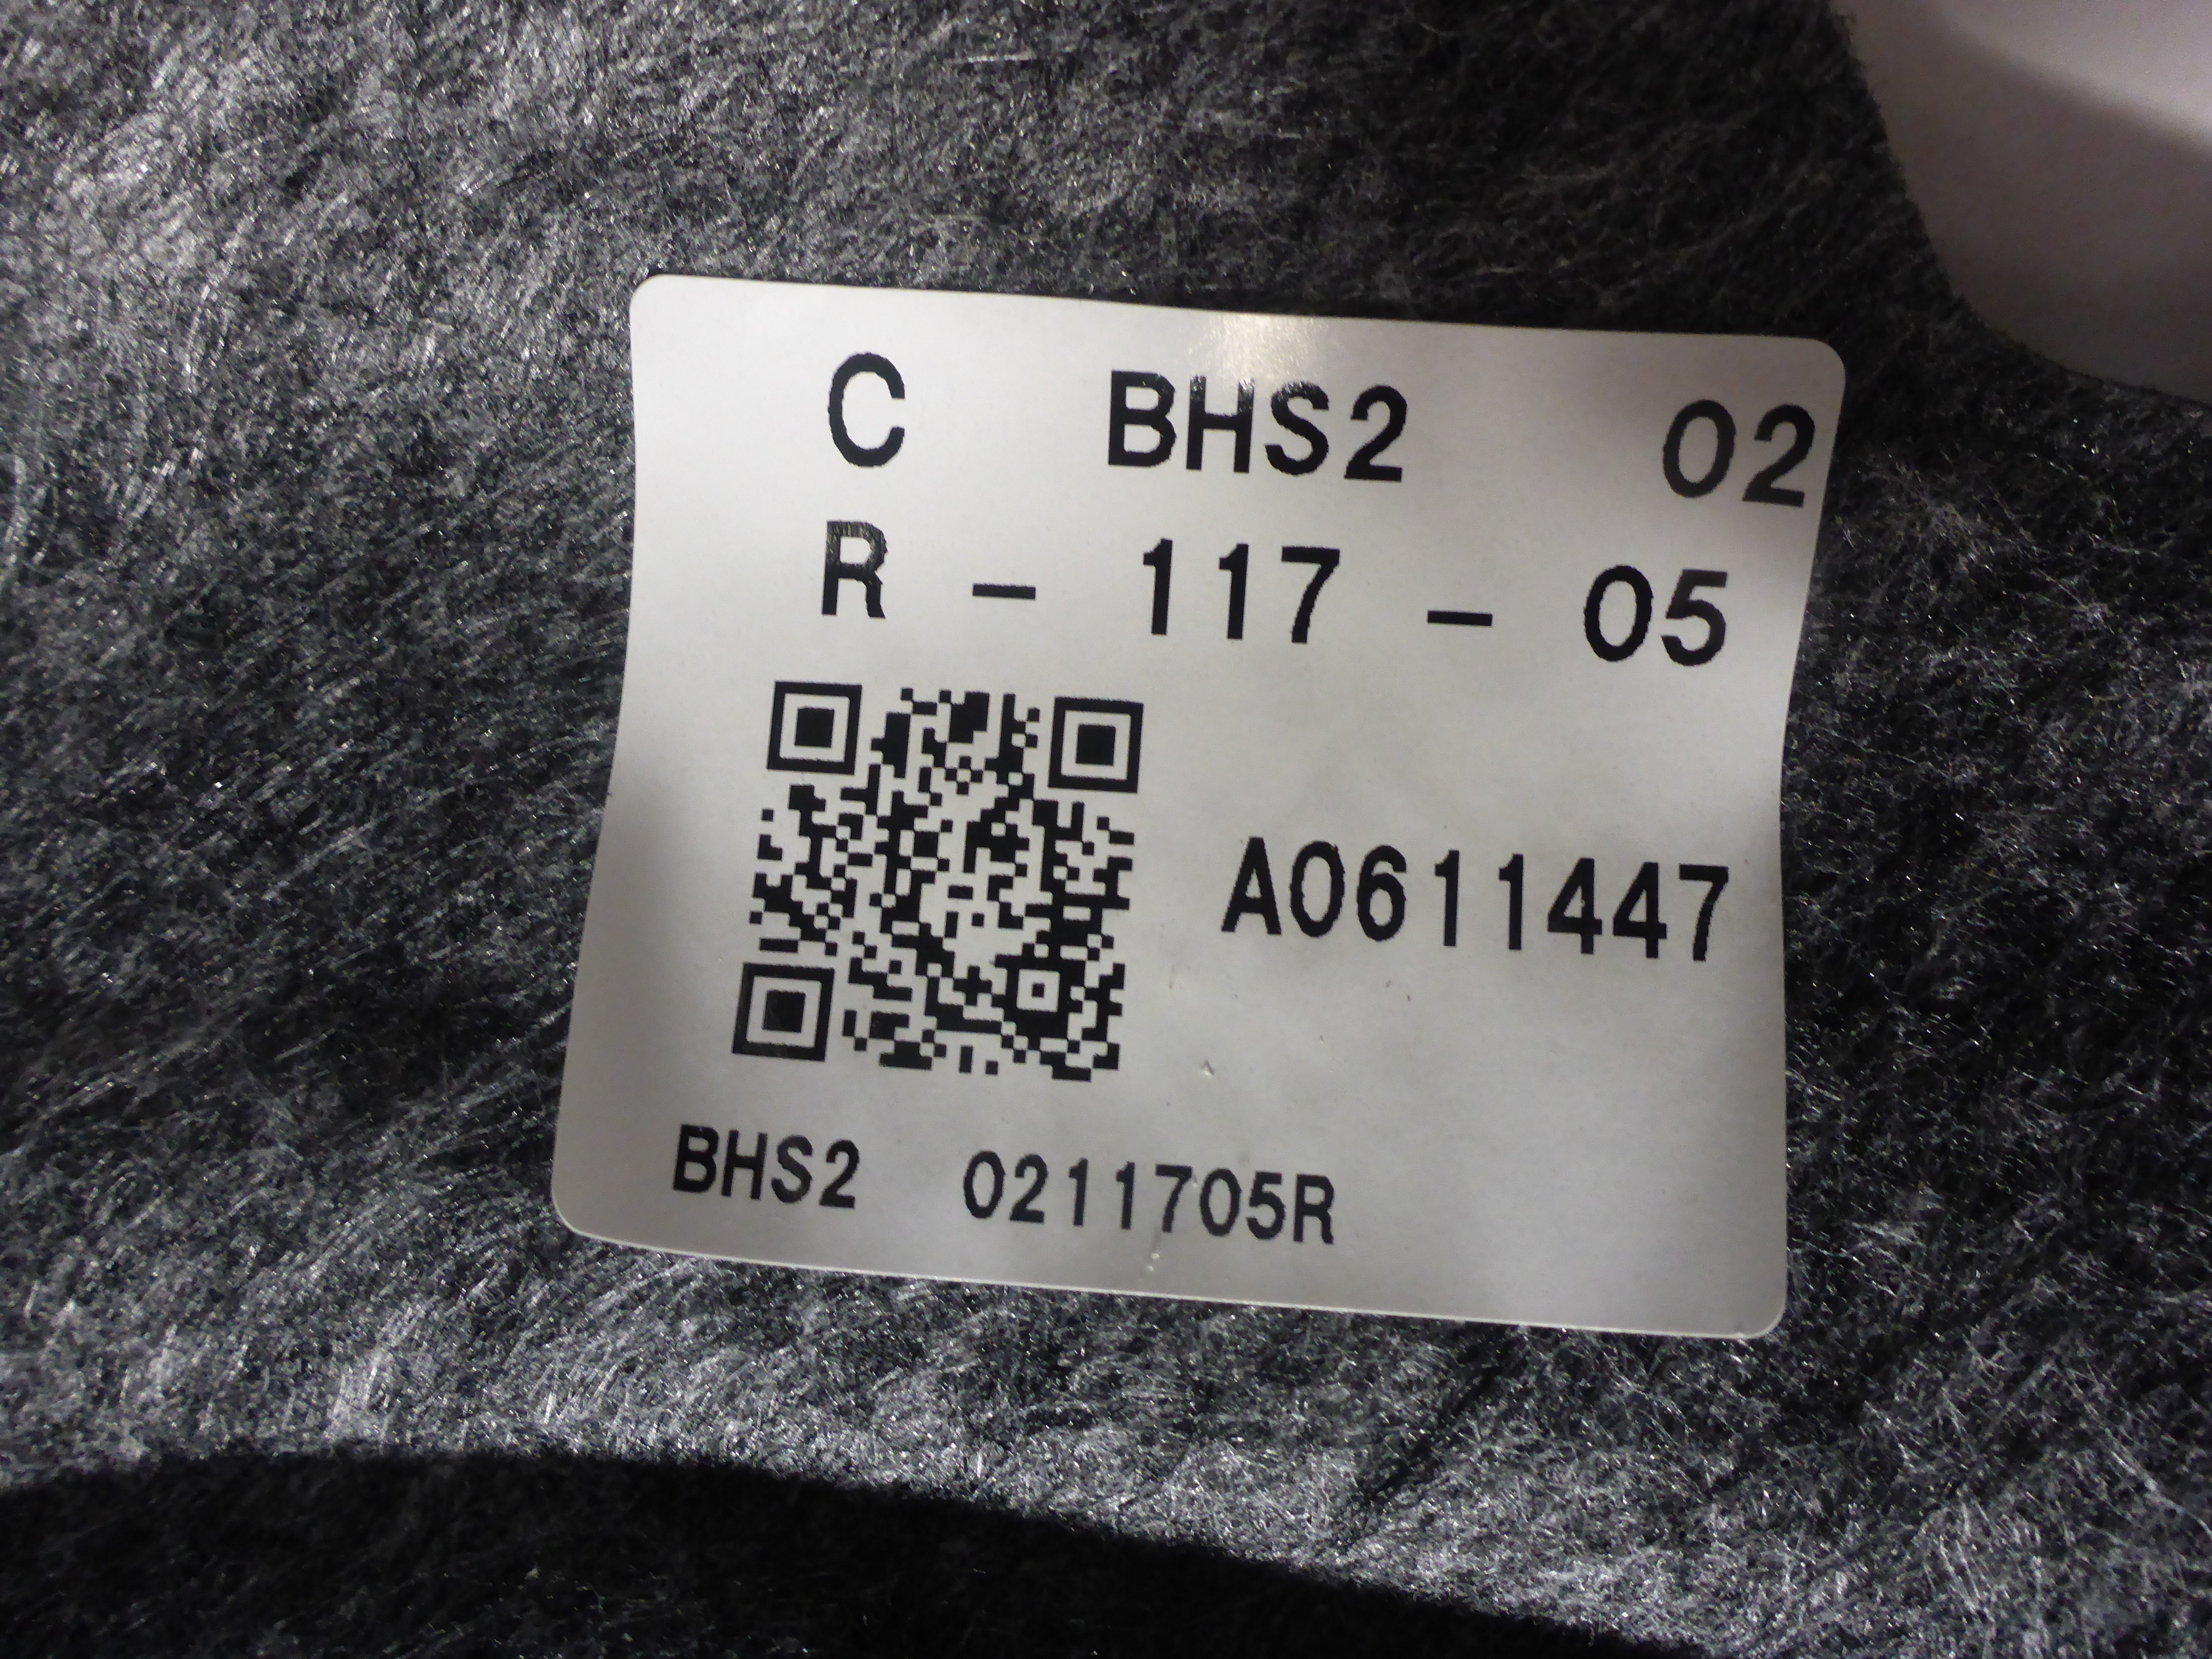 C BHS2 02
R - 117 - 05
A0611447
BHS2 0211705R